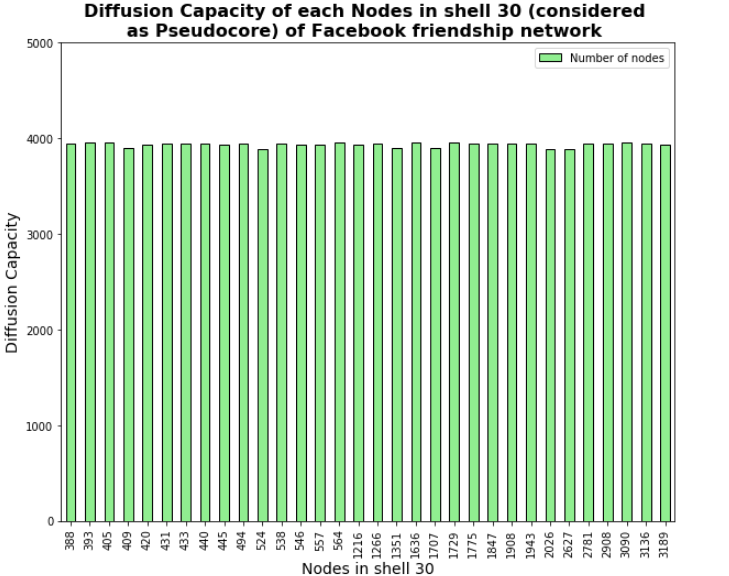 Diffusion Capacity of each Nodes in shell 30 (considered
as Pseudocore) of Facebook friendship network
Number of nodes
5000
4000
3000
2000
1000
0
Diffusion Capacity
388 393 405 409 420 431 433 440 445 494 524 538 546 557 564 1216 1266 1351 1636 1707 1729 1775 1847 1908 1943 2026 2627 2781 2908 3090 3136 3189
Nodes in shell 30